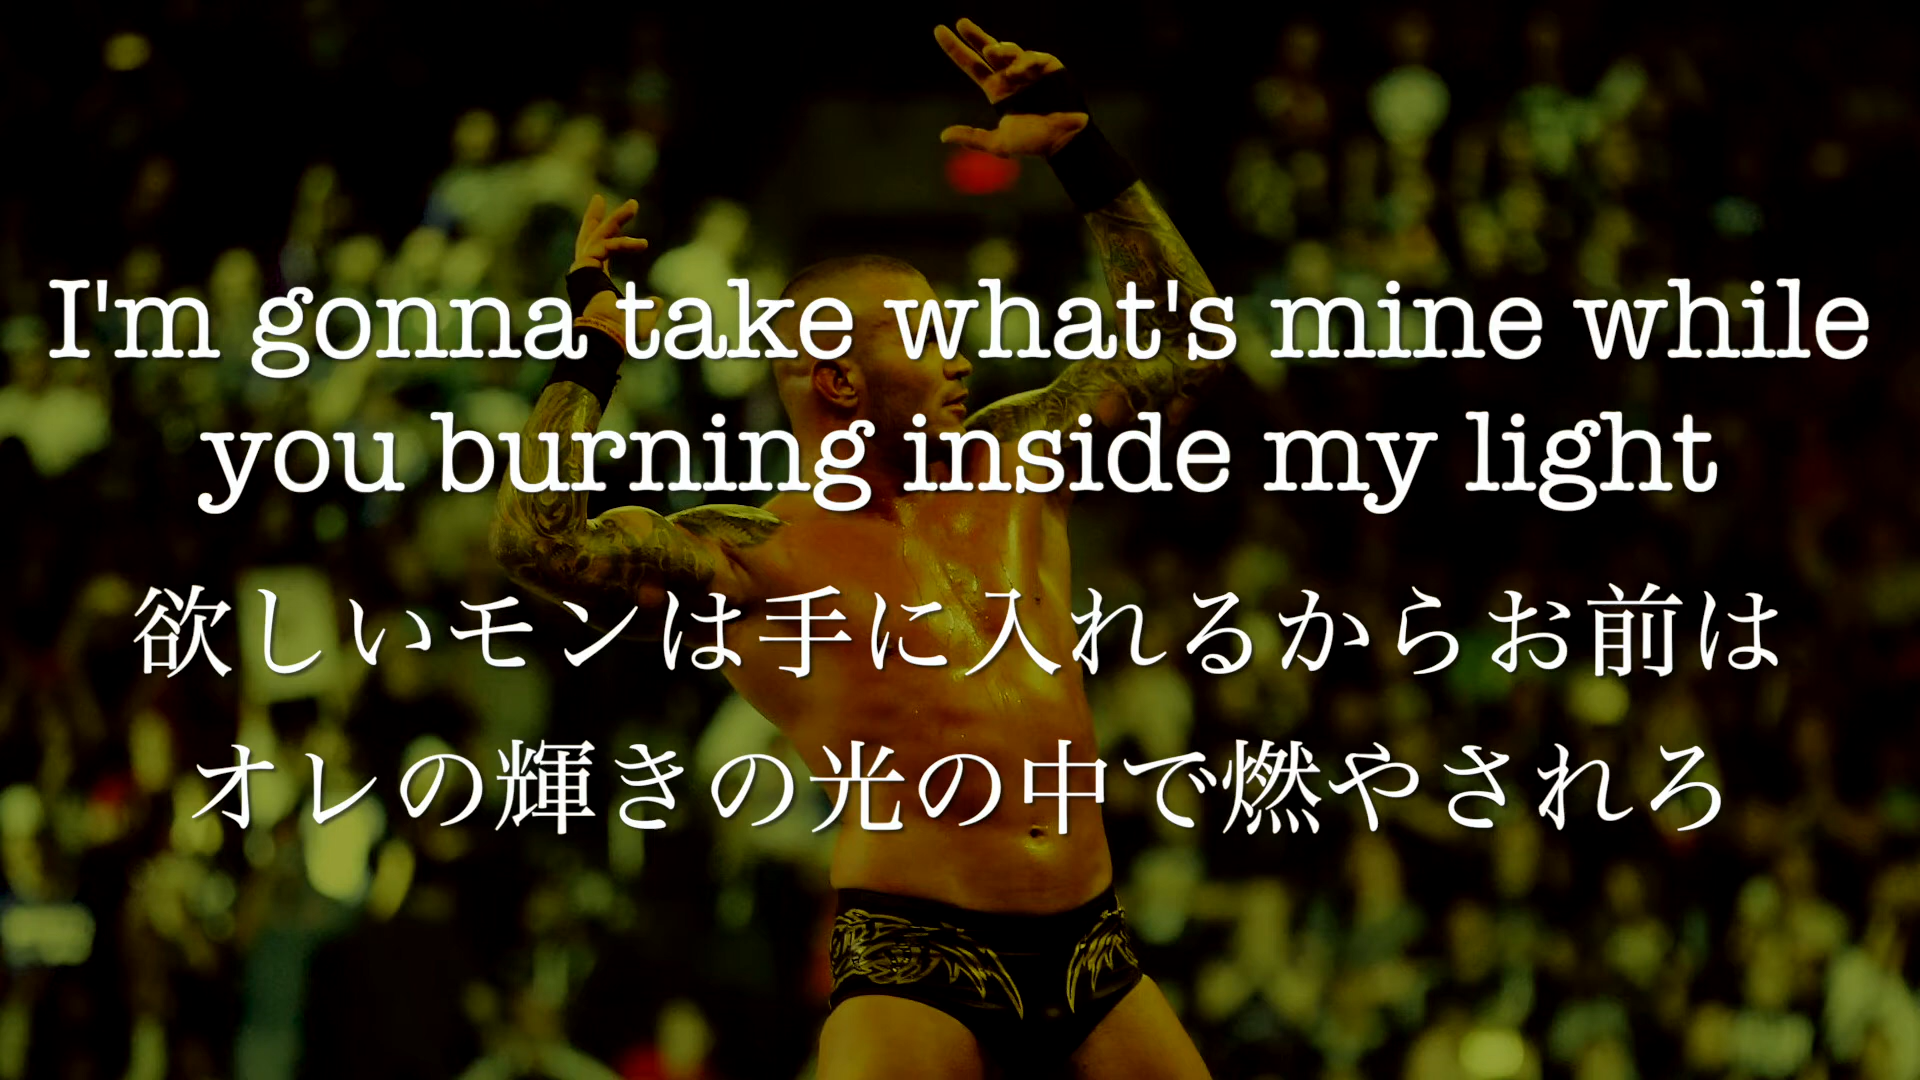 I'm gonna take what's mine while
you burning inside my light
欲しいモンは手に入れるからお前は
オレの輝きの光の中で燃やされろ